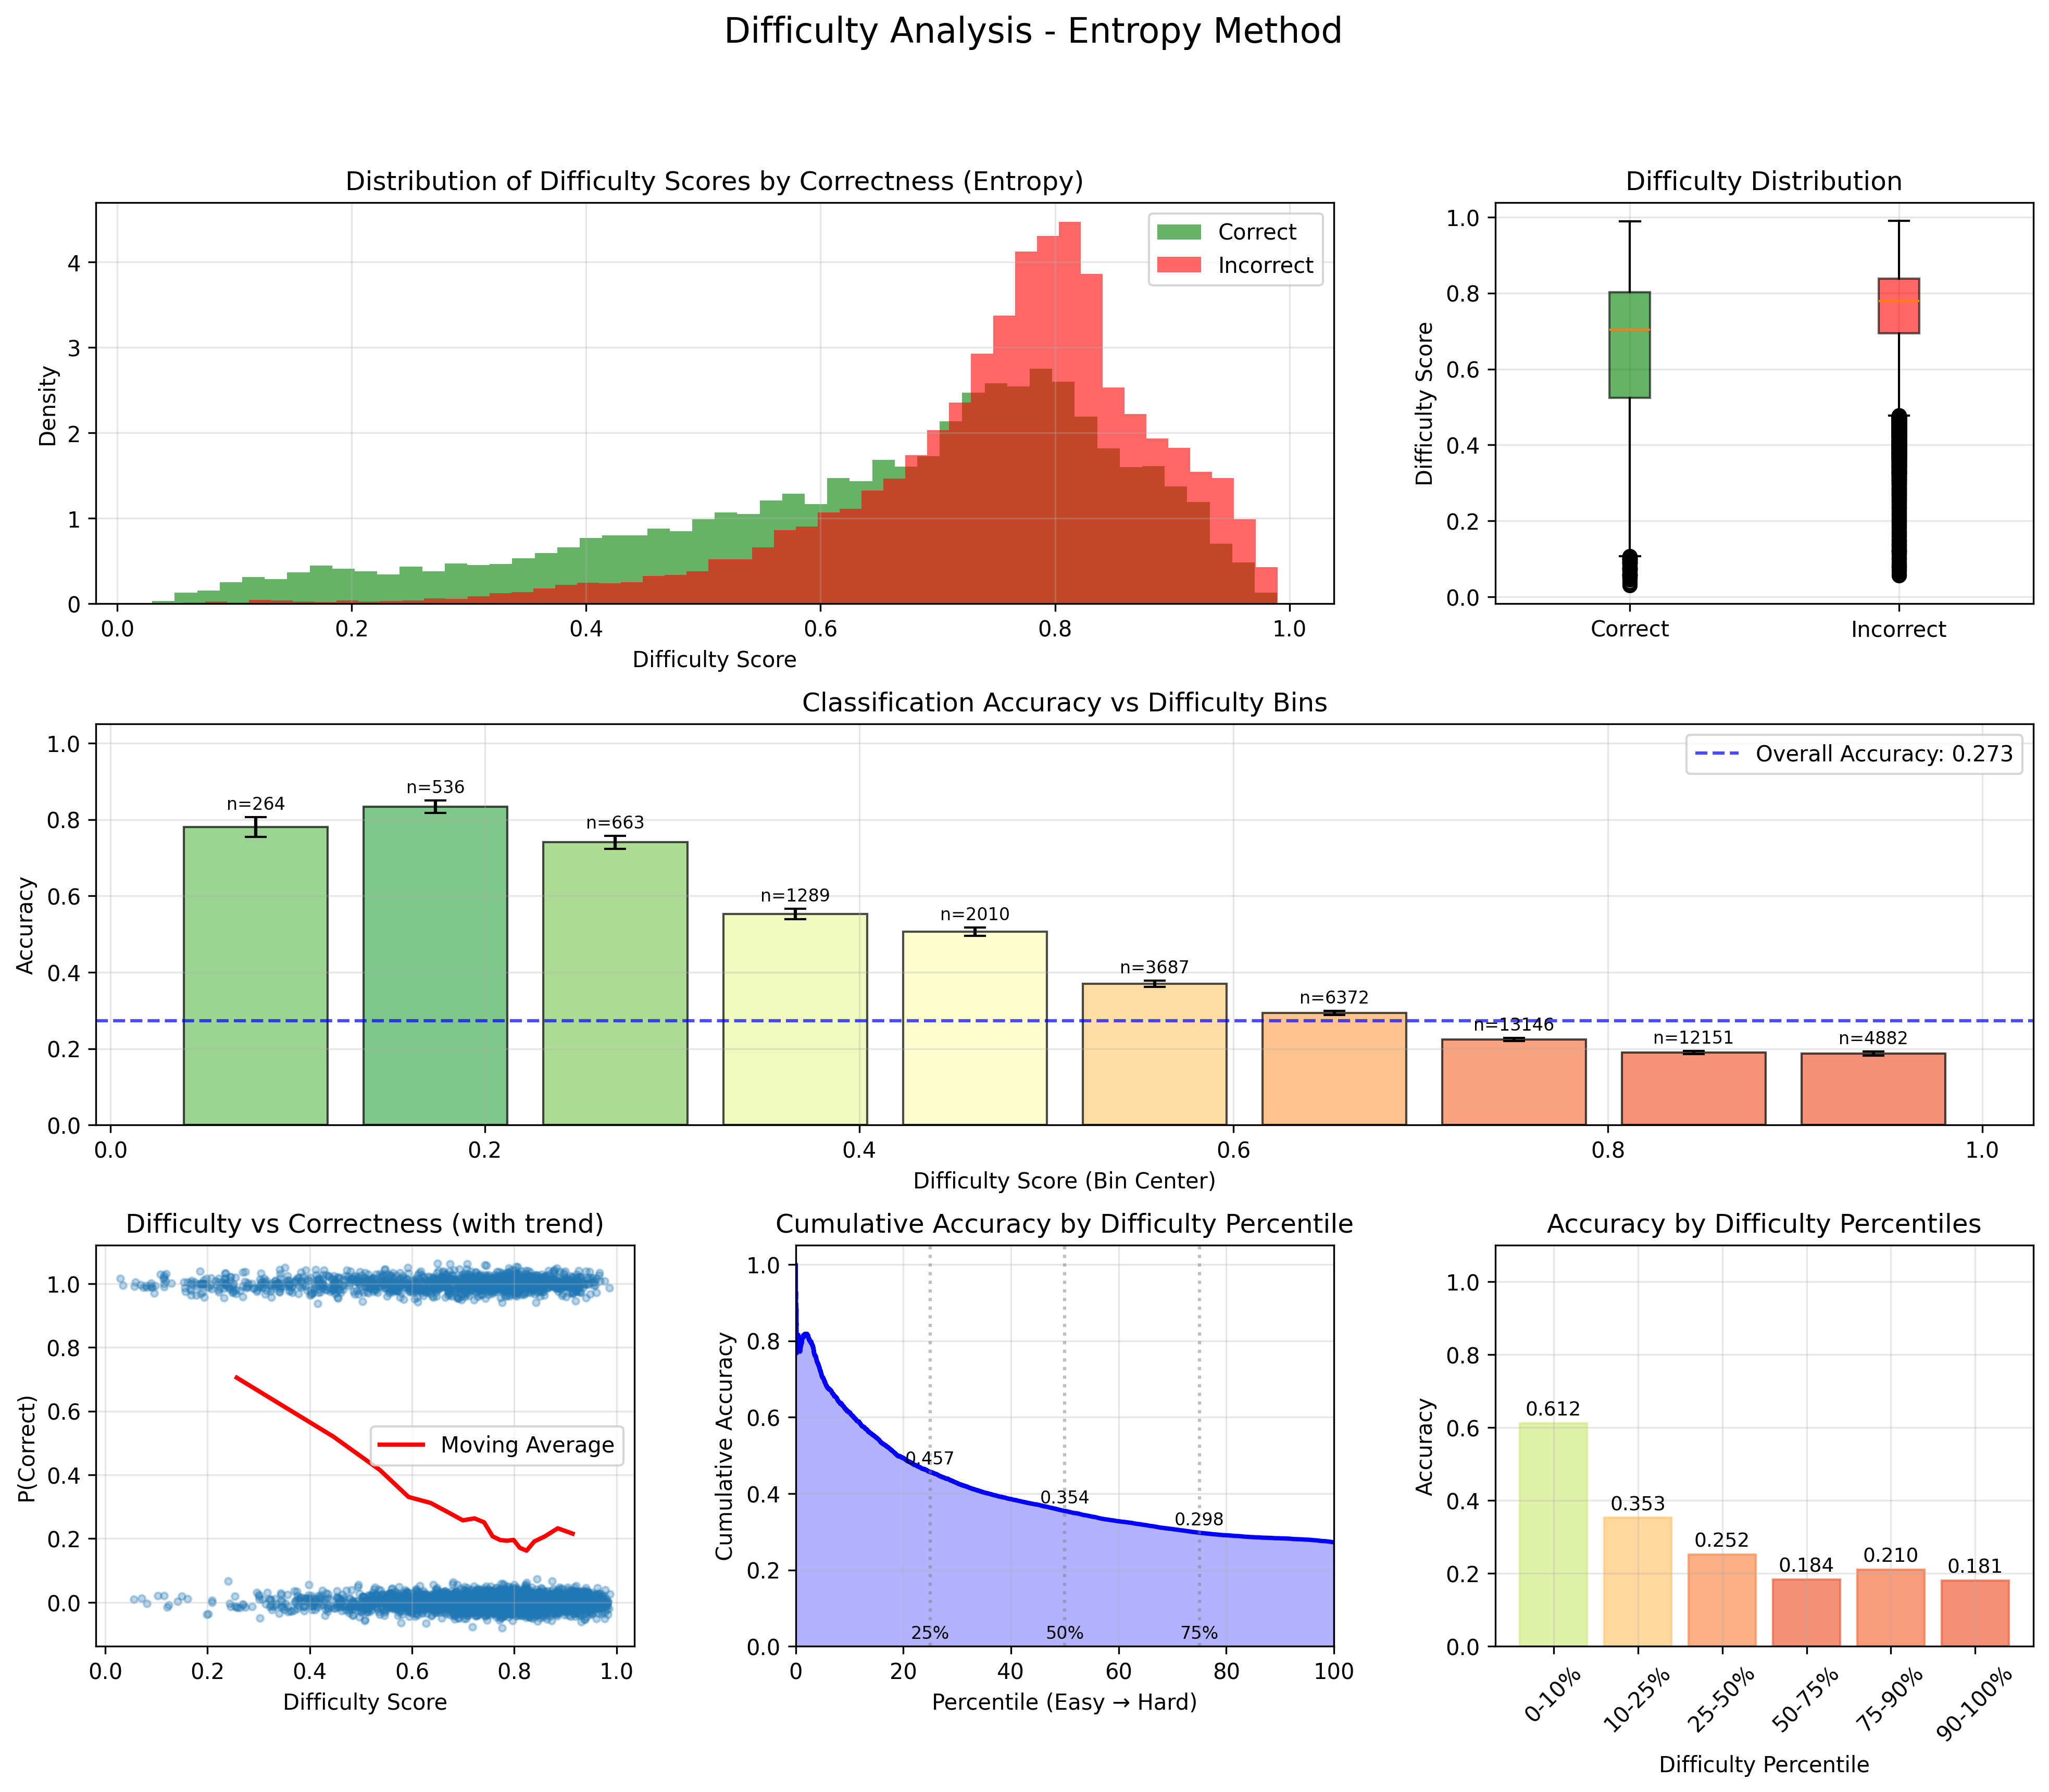 Difficulty Analysis - Entropy Method
Distribution of Difficulty Scores by Correctness (Entropy)
Correct
Incorrect
Density
4
3
2
1
0
0.0 0.2 0.4 0.6 0.8 1.0
Difficulty Score
Difficulty Distribution
Difficulty Score
1.0
0.8
0.6
0.4
0.2
0.0
Correct Incorrect
Classification Accuracy vs Difficulty Bins
Overall Accuracy: 0.273
Accuracy
1.0
0.8
0.6
0.4
0.2
0.0
n=264
n=536
n=663
n=1289
n=2010
n=3687
n=6372
n=13146
n=12151
n=4882
0.0 0.2 0.4 0.6 0.8 1.0
Difficulty Score (Bin Center)
Difficulty vs Correctness (with trend)
P(Correct)
1.0
0.8
0.6
0.4
0.2
0.0
Moving Average
0.0 0.2 0.4 0.6 0.8 1.0
Difficulty Score
Cumulative Accuracy by Difficulty Percentile
Cumulative Accuracy
1.0
0.8
0.6
0.4
0.2
0.0
0.457
0.354
0.298
25% 50% 75%
0 20 40 60 80 100
Percentile (Easy → Hard)
Accuracy by Difficulty Percentiles
Accuracy
1.0
0.8
0.6
0.4
0.2
0.0
0.612
0.353
0.252
0.184
0.210
0.181
0-10% 10-25% 25-50% 50-75% 75-90% 90-100%
Difficulty Percentile